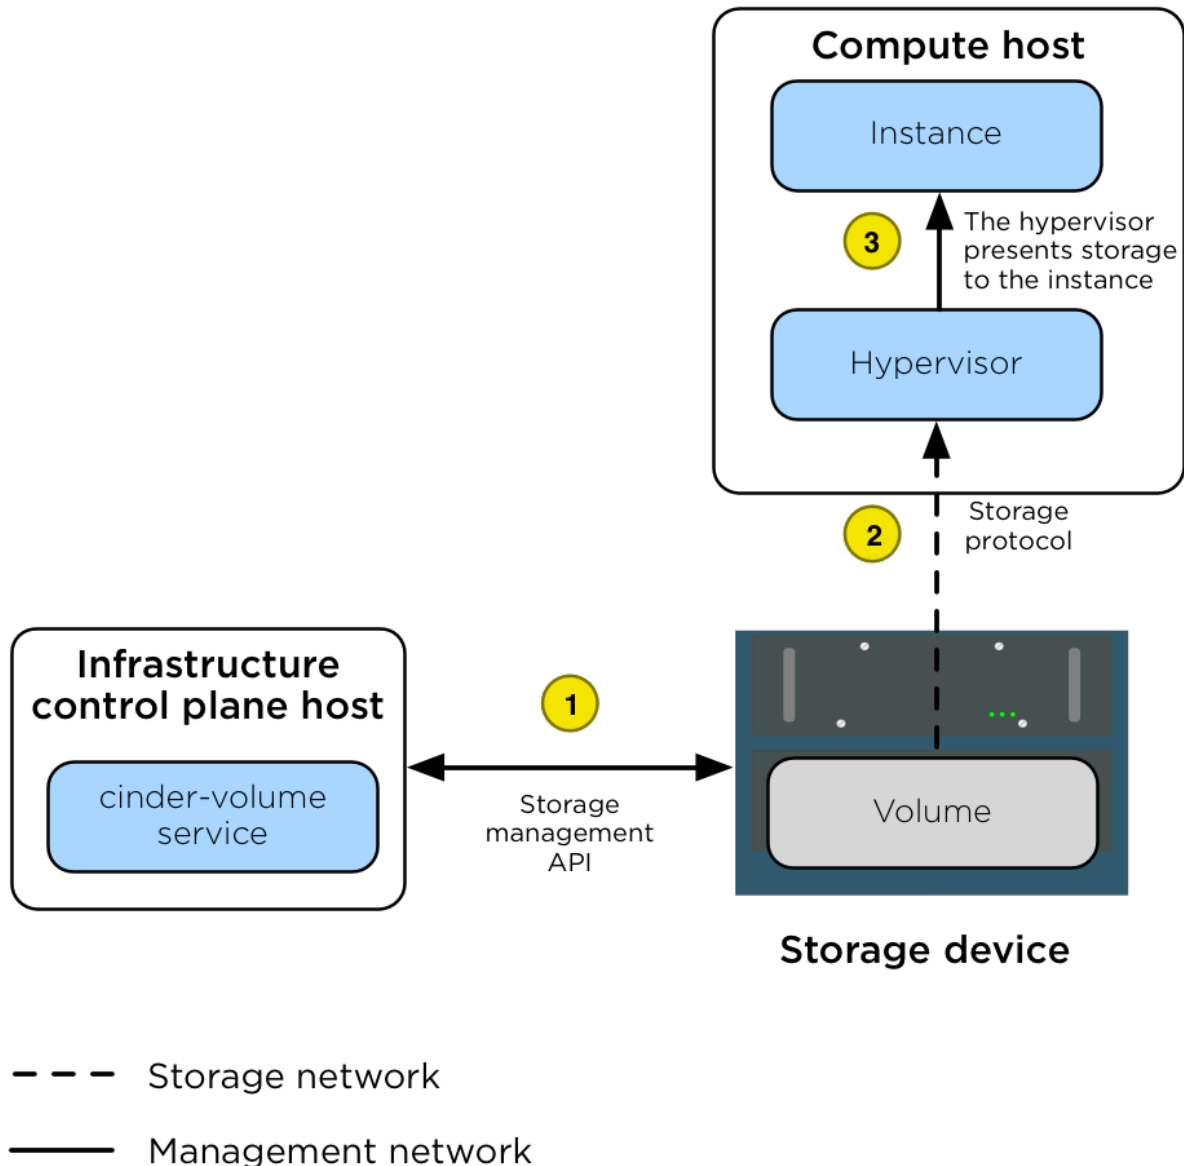 Compute host
Instance
3
The hypervisor
presents storage
to the instance
Hypervisor
2
Storage
protocol
Infrastructure
control plane host
cinder-volume
service
1
Storage
management
API
Volume
Storage device
Storage network
Management network